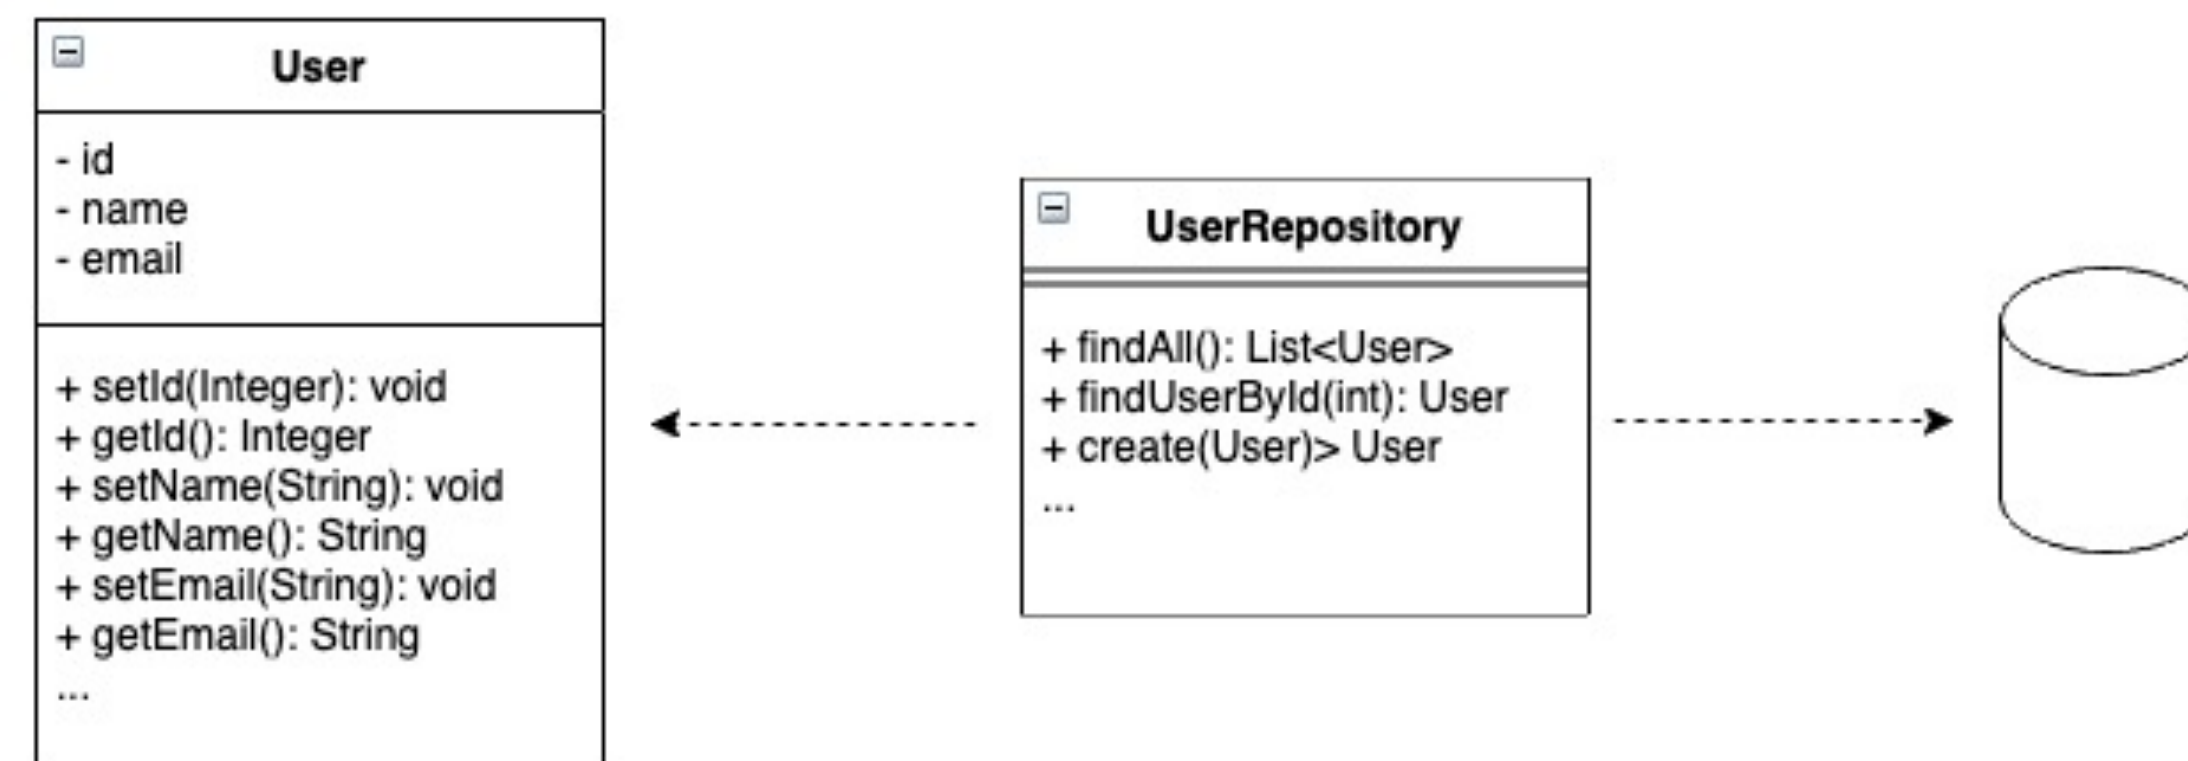 User
- id
- name
- email
+ setId(Integer): void
+ getId(): Integer
+ setName(String): void
+ getName(): String
+ setEmail(String): void
+ getEmail(): String
...
UserRepository
+ findAll(): List<User>
+ findUserById(int): User
+ create(User)> User
...